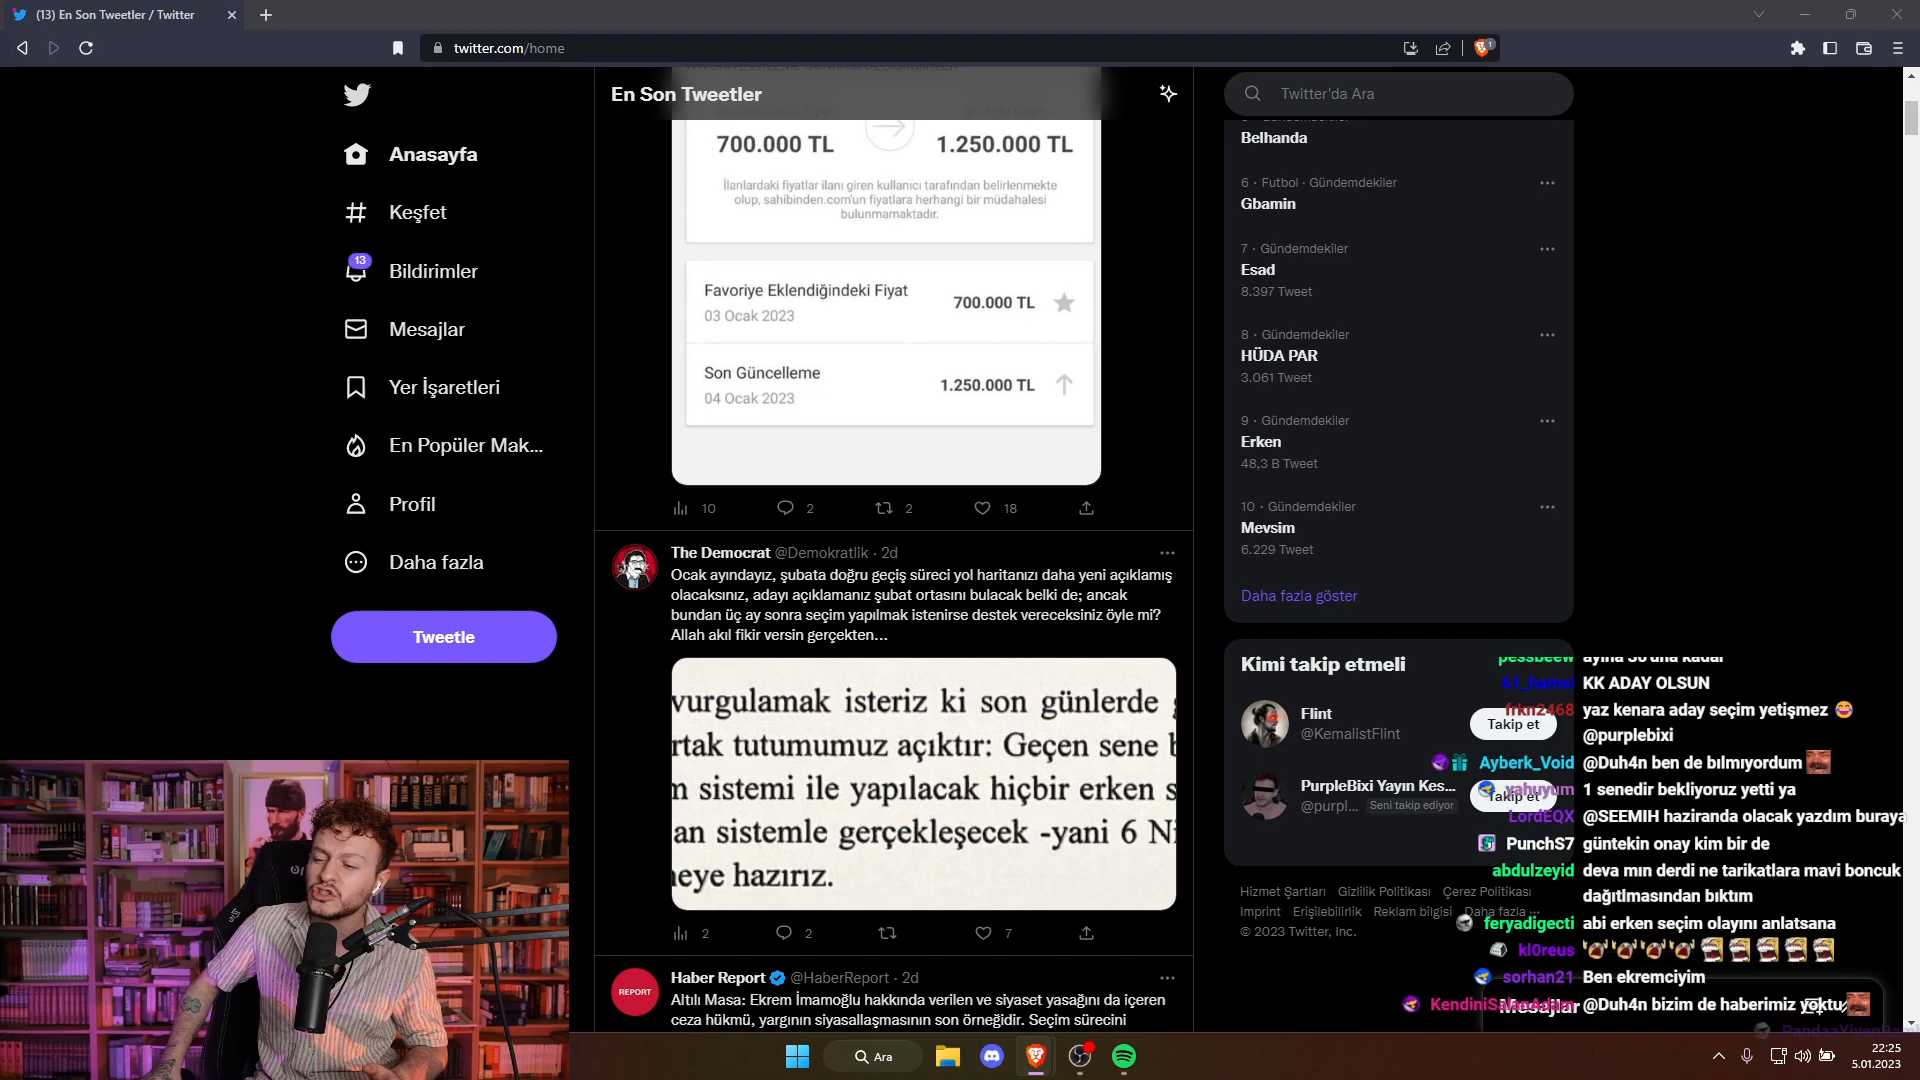 (13) En Son Tweetler / Twitter
twitter.com/home
1
Anasayfa
Keşfet
13
Bildirimler
Mesajlar
Yer İşaretleri
En Popüler Mak...
Profil
Daha fazla
Tweetle
En Son Tweetler
700.000 TL
1.250.000 TL
İlanlardaki fiyatlar ilanı giren kullanıcı tarafından belirlenmekte
olup, sahibinden.com'un fiyatlara herhangi bir müdahalesi
bulunmamaktadır.
Favoriye Eklendiğindeki Fiyat
03 Ocak 2023
700.000 TL
Son Güncelleme
04 Ocak 2023
1.250.000 TL
10 2 2 18
The Democrat @Demokratlik · 2d
Ocak ayındayız, şubata doğru geçiş süreci yol haritanızı daha yeni açıklamış
olacaksınız, adayı açıklamanız şubat ortasını bulacak belki de; ancak
bundan üç ay sonra seçim yapılmak istenirse destek vereceksiniz öyle mi?
Allah akıl fikir versin gerçekten...
vurgulamak isteriz ki son günlerde
rtak tutumumuz açıktır: Geçen sene
sistemi ile yapılacak hiçbir erken s
an sistemle gerçekleşecek -yani 6 Ni
eye hazırız.
2 2 7
REPORT
Haber Report @HaberReport · 2d
Altılı Masa: Ekrem İmamoğlu hakkında verilen ve siyaset yasağını da içeren
ceza hükmü, yargının siyasallaşmasının son örneğidir. Seçim sürecini
Twitter'da Ara
Belhanda
6 · Futbol · Gündemdekiler
Gbamin
7 · Gündemdekiler
Esad
8.397 Tweet
8 · Gündemdekiler
HÜDA PAR
3.061 Tweet
9 · Gündemdekiler
Erken
48,3 B Tweet
10 · Gündemdekiler
Mevsim
6.229 Tweet
Daha fazla göster
Kimi takip etmeli
Flint
@KemalistFlint
Takip et
PurpleBixi Yayın Kes...
@purpl... Seni takip ediyor
Takip et
Hizmet Şartları Gizlilik Politikası Çerez Politikası
Imprint Erişilebilirlik Reklam bilgisi Daha fazla ...
© 2023 Twitter, Inc.
Mesajlar
pessbeew ayına 30'una kadar
51_hamsi KK ADAY OLSUN
frkn2468 yaz kenara aday seçim yetişmez 😂
@purplebixi
Ayberk_Void @Duh4n ben de bılmıyordum
yahuyum 1 senedir bekliyoruz yetti ya
LordEQX @SEEMIH haziranda olacak yazdım buraya
PunchS7 güntekin onay kim bir de
abdulzeyid deva mın derdi ne tarikatlara mavi boncuk
dağıtlmasından bıktım
feryadigecti abi erken seçim olayını anlatsana
kl0reus
sorhan21 Ben ekremciyim
KendiniSalanAdam @Duh4n bizim de haberimiz yoktu
Ara
22:25
5.01.2023